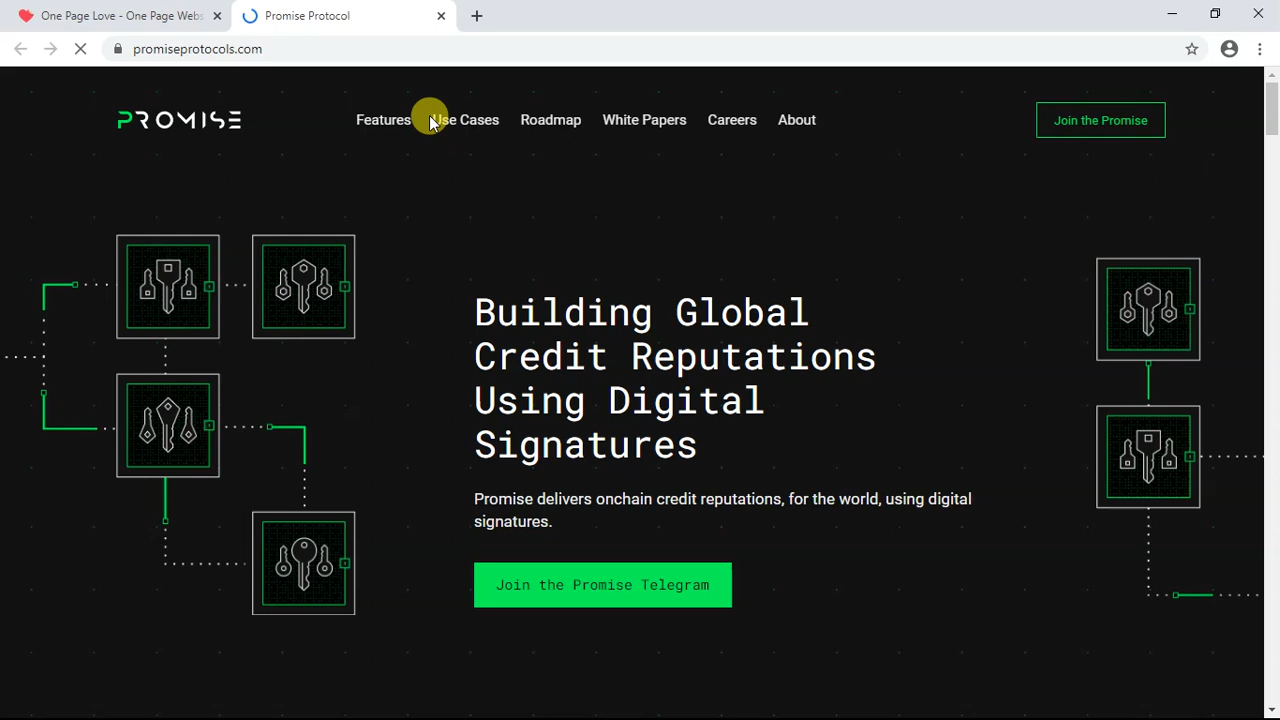 One Page Love - One Page Webs
Promise Protocol
promiseprotocols.com
PROMISE
Features
Use Cases
Roadmap
White Papers
Careers
About
Join the Promise
Building Global
Credit Reputations
Using Digital
Signatures
Promise delivers onchain credit reputations, for the world, using digital
signatures.
Join the Promise Telegram